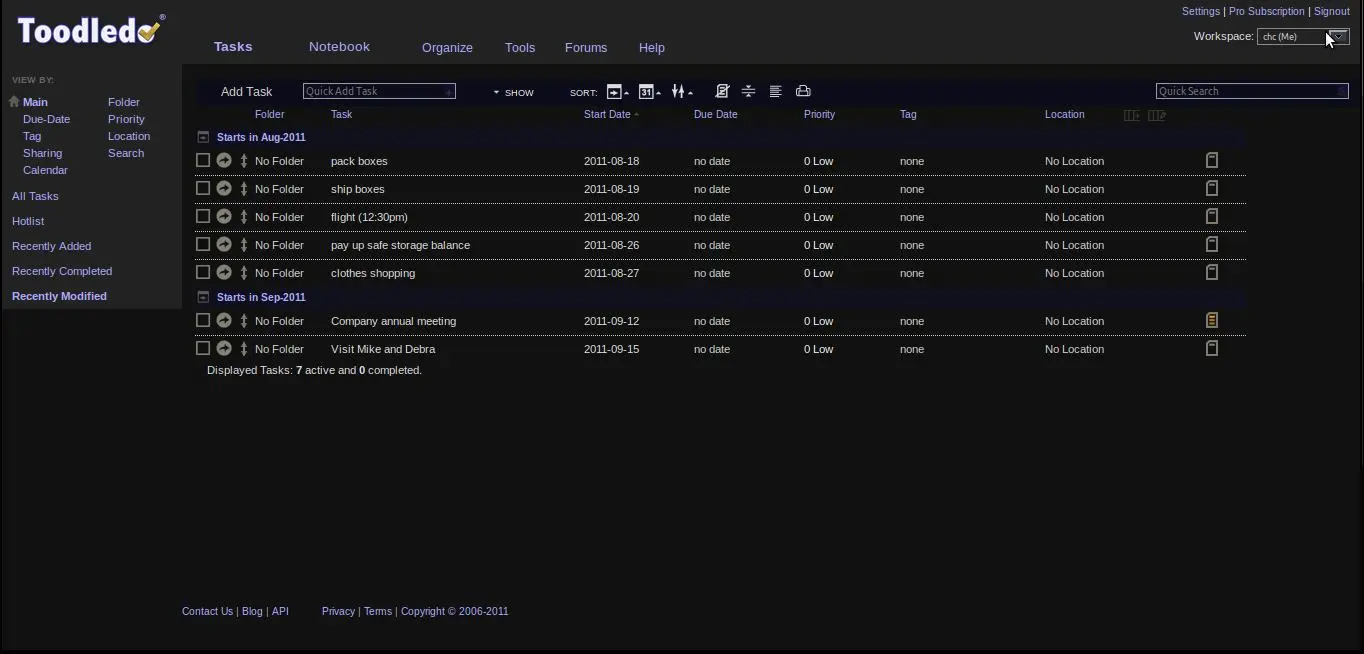 Toodledo®
Settings | Pro Subscription | Signout
Workspace: chc (Me)
Tasks Notebook Organize Tools Forums Help
VIEW BY:
Main Folder
Due-Date Priority
Tag Location
Sharing Search
Calendar
All Tasks
Hotlist
Recently Added
Recently Completed
Recently Modified
Add Task Quick Add Task + SHOW SORT: 31 Quick Search
Folder Task Start Date Due Date Priority Tag Location
Starts in Aug-2011
No Folder pack boxes 2011-08-18 no date 0 Low none No Location
No Folder ship boxes 2011-08-19 no date 0 Low none No Location
No Folder flight (12:30pm) 2011-08-20 no date 0 Low none No Location
No Folder pay up safe storage balance 2011-08-26 no date 0 Low none No Location
No Folder clothes shopping 2011-08-27 no date 0 Low none No Location
Starts in Sep-2011
No Folder Company annual meeting 2011-09-12 no date 0 Low none No Location
No Folder Visit Mike and Debra 2011-09-15 no date 0 Low none No Location
Displayed Tasks: 7 active and 0 completed.
Contact Us | Blog | API Privacy | Terms | Copyright © 2006-2011